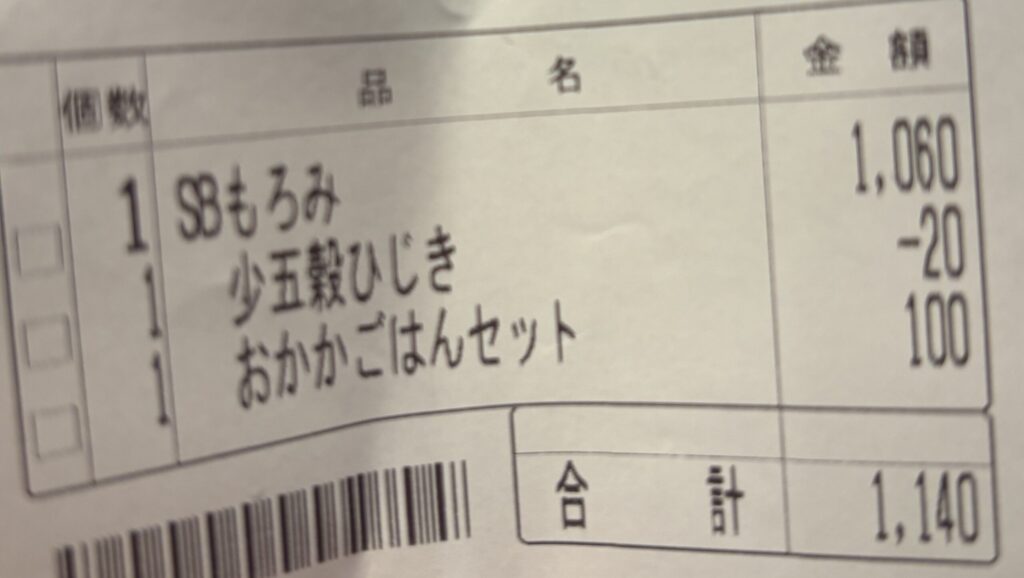 個数 品名 金額
1 SBもろみ 1,060
1 少五穀ひじき -20
1 おかかごはんセット 100
合計 1,140